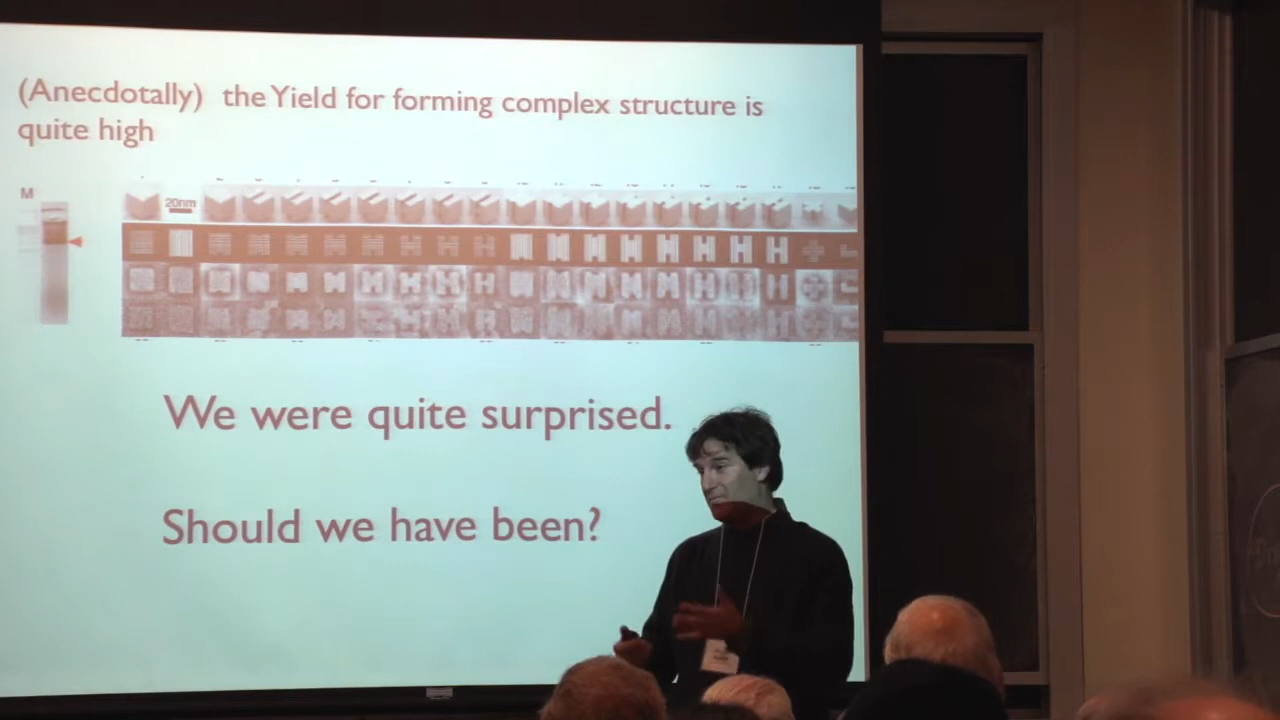 (Anecdotally) the Yield for forming complex structure is
quite high
M
20nm
We were quite surprised.
Should we have been?